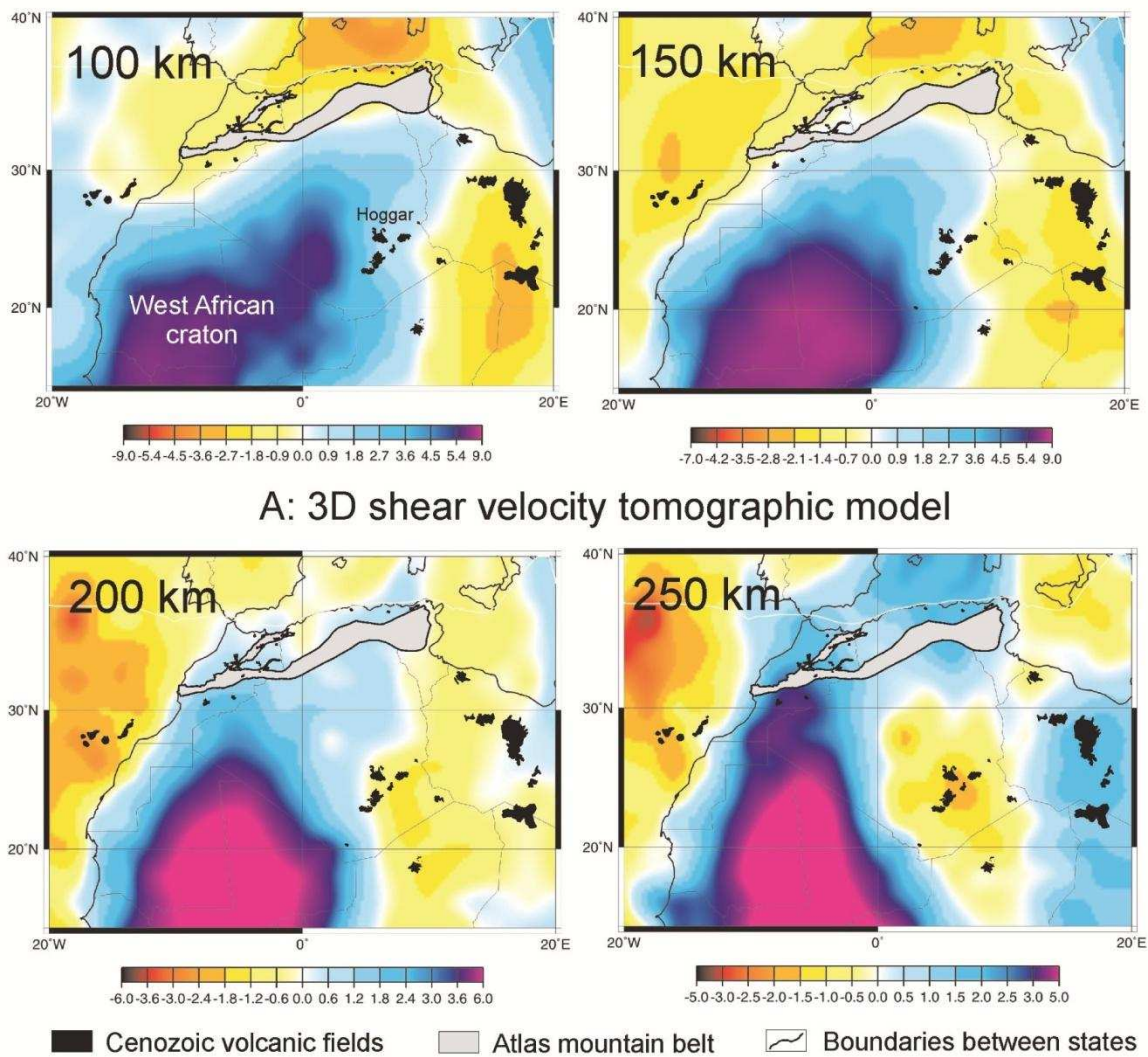 100 km
150 km
40˚N
30˚N
20˚N
20˚W
0˚
20˚E
Hoggar
West African
craton
40˚N
30˚N
20˚N
20˚W
0˚
20˚E
-9.0 -5.4 -4.5 -3.6 -2.7 -1.8 -0.9 0.0 0.9 1.8 2.7 3.6 4.5 5.4 9.0
-7.0 -4.2 -3.5 -2.8 -2.1 -1.4 -0.7 0.0 0.9 1.8 2.7 3.6 4.5 5.4 9.0
A: 3D shear velocity tomographic model
200 km
250 km
40˚N
30˚N
20˚N
20˚W
0˚
20˚E
40˚N
30˚N
20˚N
20˚W
0˚
20˚E
-6.0 -3.6 -3.0 -2.4 -1.8 -1.2 -0.6 0.0 0.6 1.2 1.8 2.4 3.0 3.6 6.0
-5.0 -3.0 -2.5 -2.0 -1.5 -1.0 -0.5 0.0 0.5 1.0 1.5 2.0 2.5 3.0 5.0
Cenozoic volcanic fields
Atlas mountain belt
Boundaries between states